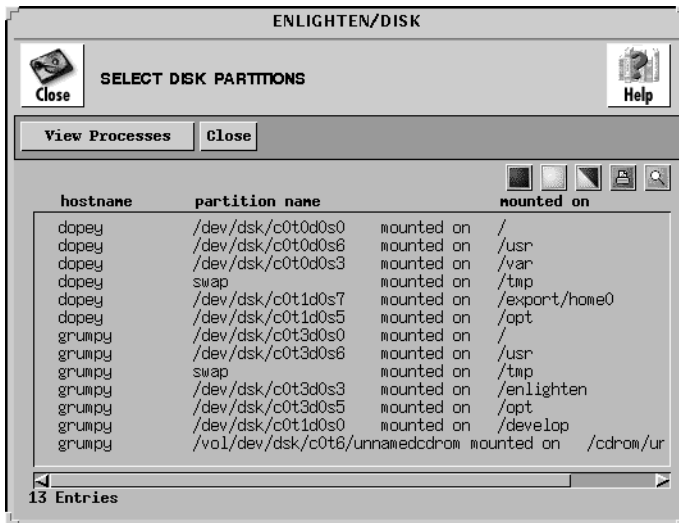 ENLIGHTEN/DISK
Close
SELECT DISK PARTITIONS
Help
View Processes Close
hostname partition name mounted on
dopey /dev/dsk/c0t0d0s0 mounted on /
dopey /dev/dsk/c0t0d0s6 mounted on /usr
dopey /dev/dsk/c0t0d0s3 mounted on /var
dopey swap mounted on /tmp
dopey /dev/dsk/c0t1d0s7 mounted on /export/home0
dopey /dev/dsk/c0t1d0s5 mounted on /opt
grumpy /dev/dsk/c0t3d0s0 mounted on /
grumpy /dev/dsk/c0t3d0s6 mounted on /usr
grumpy swap mounted on /tmp
grumpy /dev/dsk/c0t3d0s3 mounted on /enlighten
grumpy /dev/dsk/c0t3d0s5 mounted on /opt
grumpy /dev/dsk/c0t1d0s0 mounted on /develop
grumpy /vol/dev/dsk/c0t6/unnamedcdrom mounted on /cdrom/ur
13 Entries